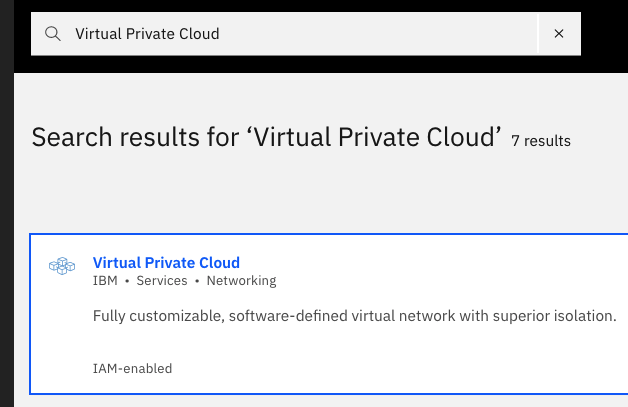 Virtual Private Cloud
Search results for ‘Virtual Private Cloud’ 7 results
Virtual Private Cloud
IBM • Services • Networking
Fully customizable, software-defined virtual network with superior isolation.
IAM-enabled